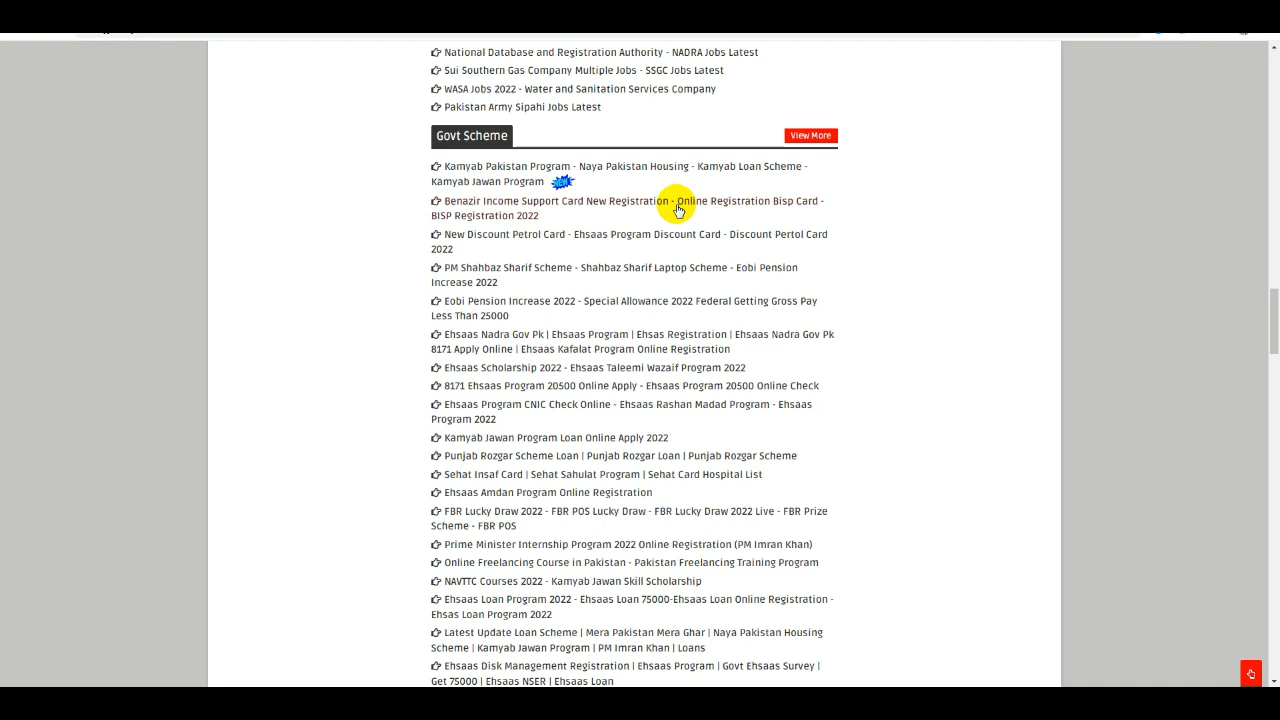 National Database and Registration Authority - NADRA Jobs Latest
Sui Southern Gas Company Multiple Jobs - SSGC Jobs Latest
WASA Jobs 2022 - Water and Sanitation Services Company
Pakistan Army Sipahi Jobs Latest
Govt Scheme
View More
Kamyab Pakistan Program - Naya Pakistan Housing - Kamyab Loan Scheme -
Kamyab Jawan Program NEW
Benazir Income Support Card New Registration - Online Registration Bisp Card -
BISP Registration 2022
New Discount Petrol Card - Ehsaas Program Discount Card - Discount Pertol Card
2022
PM Shahbaz Sharif Scheme - Shahbaz Sharif Laptop Scheme - Eobi Pension
Increase 2022
Eobi Pension Increase 2022 - Special Allowance 2022 Federal Getting Gross Pay
Less Than 25000
Ehsaas Nadra Gov Pk | Ehsaas Program | Ehsas Registration | Ehsaas Nadra Gov Pk
8171 Apply Online | Ehsaas Kafalat Program Online Registration
Ehsaas Scholarship 2022 - Ehsaas Taleemi Wazaif Program 2022
8171 Ehsaas Program 20500 Online Apply - Ehsaas Program 20500 Online Check
Ehsaas Program CNIC Check Online - Ehsaas Rashan Madad Program - Ehsaas
Program 2022
Kamyab Jawan Program Loan Online Apply 2022
Punjab Rozgar Scheme Loan | Punjab Rozgar Loan | Punjab Rozgar Scheme
Sehat Insaf Card | Sehat Sahulat Program | Sehat Card Hospital List
Ehsaas Amdan Program Online Registration
FBR Lucky Draw 2022 - FBR POS Lucky Draw - FBR Lucky Draw 2022 Live - FBR Prize
Scheme - FBR POS
Prime Minister Internship Program 2022 Online Registration (PM Imran Khan)
Online Freelancing Course in Pakistan - Pakistan Freelancing Training Program
NAVTTC Courses 2022 - Kamyab Jawan Skill Scholarship
Ehsaas Loan Program 2022 - Ehsaas Loan 75000-Ehsaas Loan Online Registration -
Ehsas Loan Program 2022
Latest Update Loan Scheme | Mera Pakistan Mera Ghar | Naya Pakistan Housing
Scheme | Kamyab Jawan Program | PM Imran Khan | Loans
Ehsaas Disk Management Registration | Ehsaas Program | Govt Ehsaas Survey |
Get 75000 | Ehsaas NSER | Ehsaas Loan